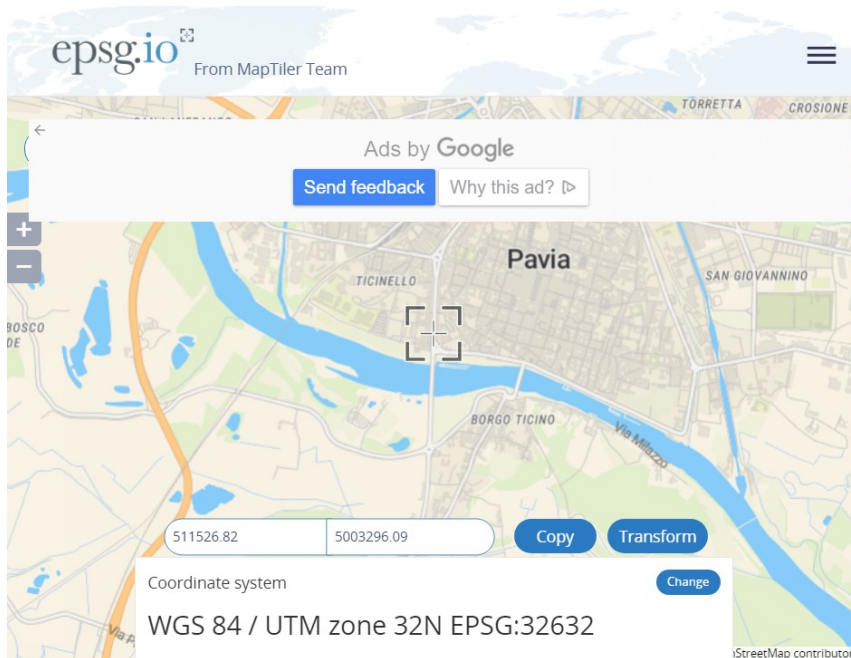 epsg.io
From MapTiler Team
TORRETTA
CROSIONE
←
Ads by Google
Send feedback
Why this ad?
+
−
Pavia
TICINELLO
SAN GIOVANNINO
BOSCO
DE
BORGO TICINO
Via Milazzo
511526.82
5003296.09
Copy
Transform
Coordinate system
Change
WGS 84 / UTM zone 32N EPSG:32632
StreetMap contributor